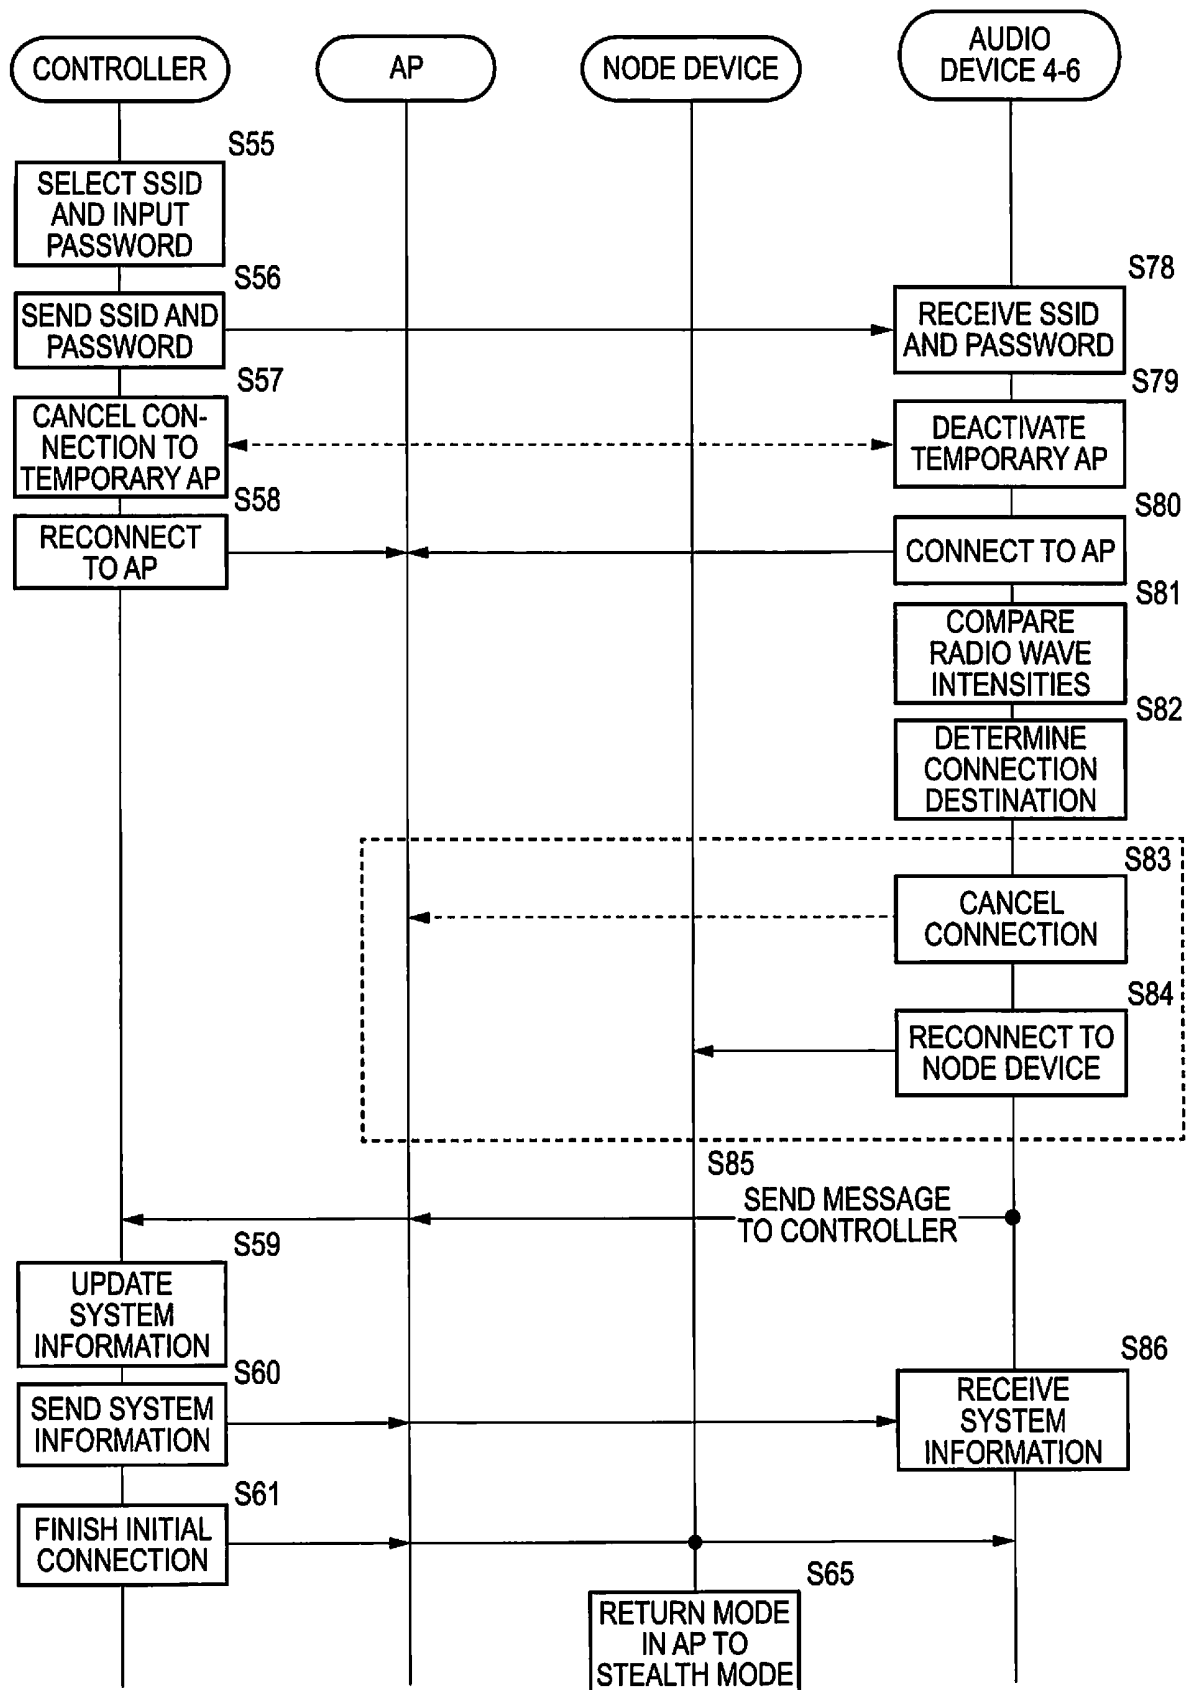 CONTROLLER
AP
NODE DEVICE
AUDIO
DEVICE 4-6
S55
SELECT SSID
AND INPUT
PASSWORD
S56
SEND SSID AND
PASSWORD
S78
RECEIVE SSID
AND PASSWORD
S57
CANCEL CON-
NECTION TO
TEMPORARY AP
S79
DEACTIVATE
TEMPORARY AP
S58
RECONNECT
TO AP
S80
CONNECT TO AP
S81
COMPARE
RADIO WAVE
INTENSITIES
S82
DETERMINE
CONNECTION
DESTINATION
S83
CANCEL
CONNECTION
S84
RECONNECT TO
NODE DEVICE
S85
SEND MESSAGE
TO CONTROLLER
S59
UPDATE
SYSTEM
INFORMATION
S60
SEND SYSTEM
INFORMATION
S86
RECEIVE
SYSTEM
INFORMATION
S61
FINISH INITIAL
CONNECTION
S65
RETURN MODE
IN AP TO
STEALTH MODE